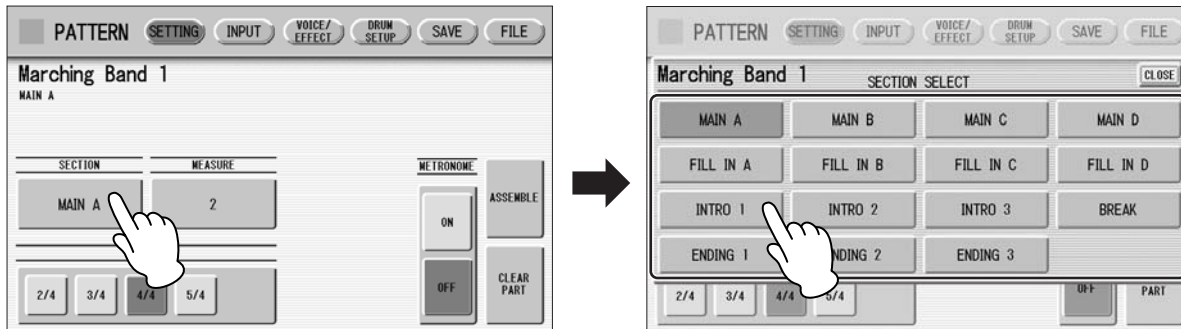 PATTERN SETTING INPUT VOICE/EFFECT DRUM SETUP SAVE FILE
Marching Band 1
MAIN A
SECTION MEASURE METRONOME
MAIN A 2 ON ASSEMBLE
2/4 3/4 4/4 5/4 OFF CLEAR PART
PATTERN SETTING INPUT VOICE/EFFECT DRUM SETUP SAVE FILE
Marching Band 1 SECTION SELECT CLOSE
MAIN A MAIN B MAIN C MAIN D
FILL IN A FILL IN B FILL IN C FILL IN D
INTRO 1 INTRO 2 INTRO 3 BREAK
ENDING 1 ENDING 2 ENDING 3
2/4 3/4 4/4 5/4 OFF PART